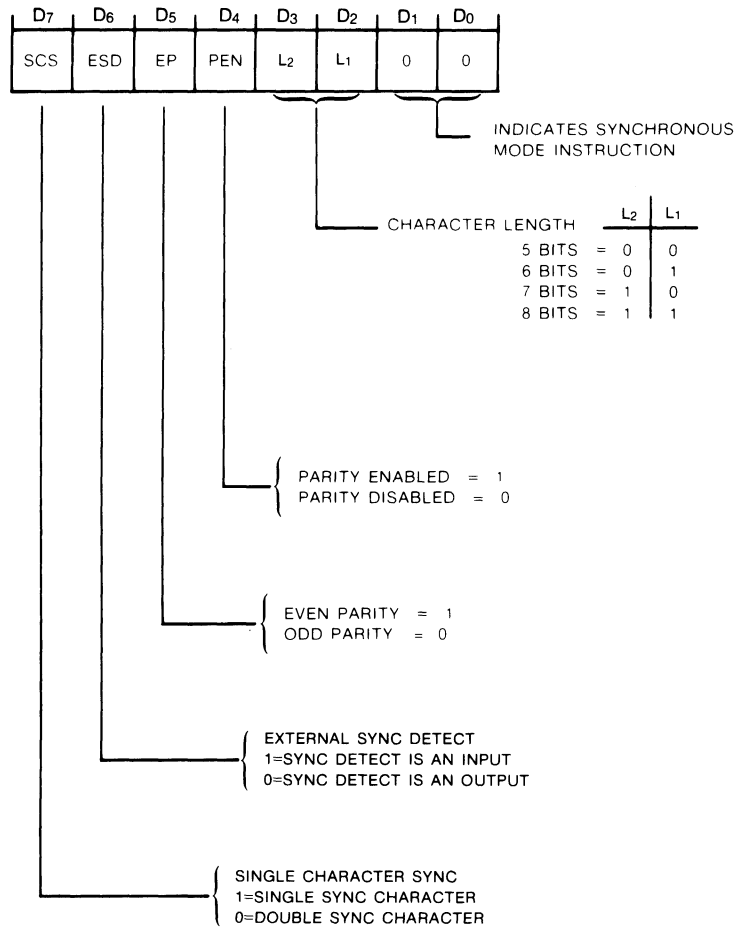 D7 D6 D5 D4 D3 D2 D1 D0
SCS ESD EP PEN L2 L1 0 0
INDICATES SYNCHRONOUS
MODE INSTRUCTION
CHARACTER LENGTH L2 L1
5 BITS = 0 0
6 BITS = 0 1
7 BITS = 1 0
8 BITS = 1 1
PARITY ENABLED = 1
PARITY DISABLED = 0
EVEN PARITY = 1
ODD PARITY = 0
EXTERNAL SYNC DETECT
1=SYNC DETECT IS AN INPUT
0=SYNC DETECT IS AN OUTPUT
SINGLE CHARACTER SYNC
1=SINGLE SYNC CHARACTER
0=DOUBLE SYNC CHARACTER